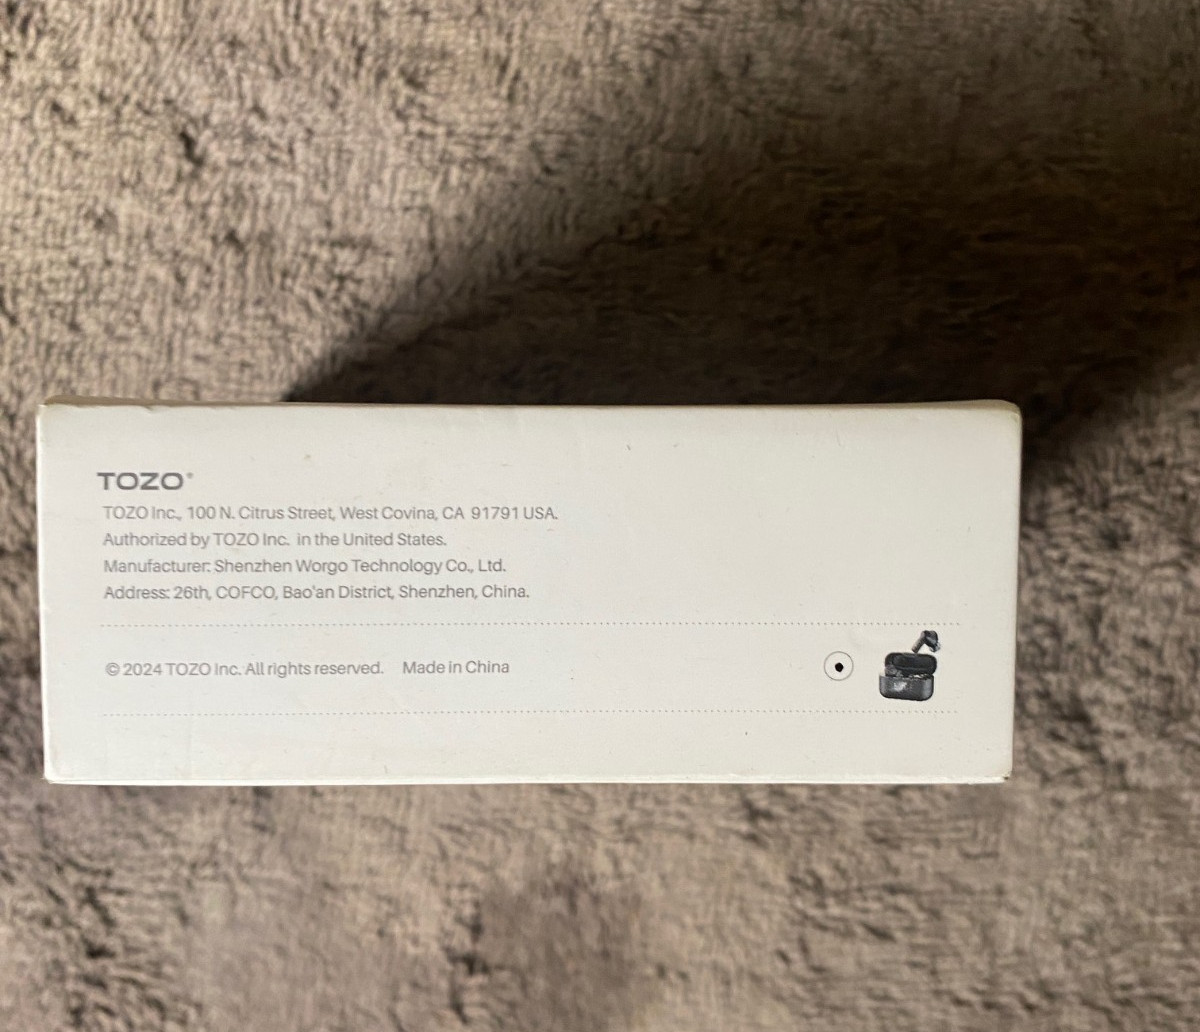 TOZO®
TOZO Inc., 100 N. Citrus Street, West Covina, CA 91791 USA.
Authorized by TOZO Inc. in the United States.
Manufacturer: Shenzhen Worgo Technology Co., Ltd.
Address: 26th, COFCO, Bao'an District, Shenzhen, China.
© 2024 TOZO Inc. All rights reserved. Made in China